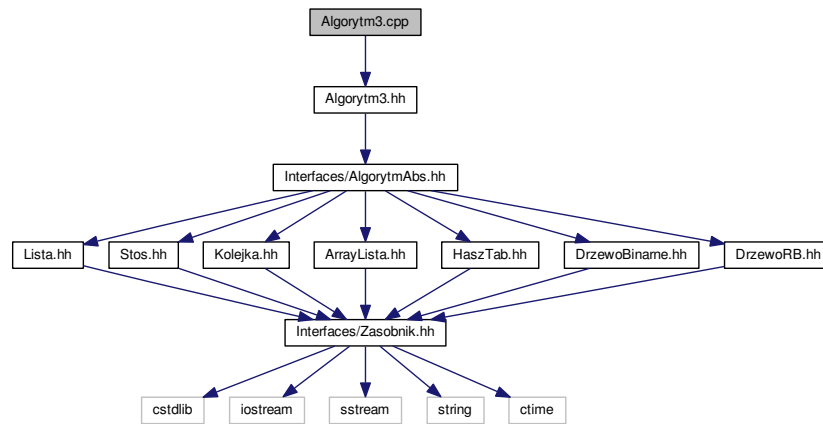 Algorytm3.cpp
Algorytm3.hh
Interfaces/AlgorytmAbs.hh
Lista.hh
Stos.hh
Kolejka.hh
ArrayLista.hh
HaszTab.hh
DrzewoBiname.hh
DrzewoRB.hh
Interfaces/Zasobnik.hh
cstdlib
iostream
sstream
string
ctime